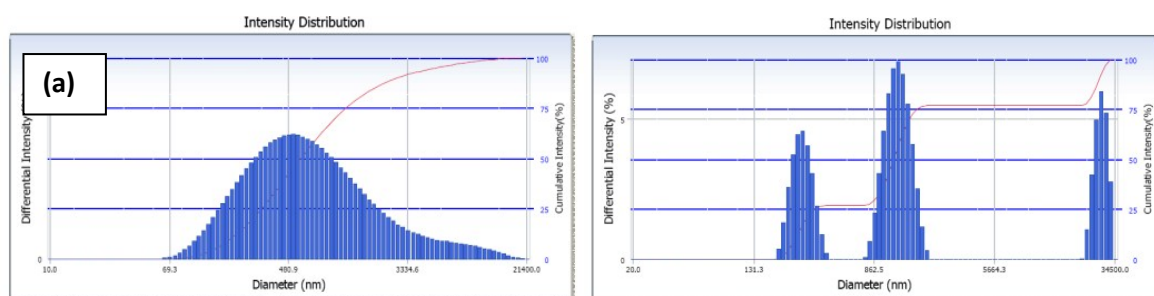 Intensity Distribution
(a)
Differential Intensity (%)
0
10.0
69.3
480.9
3334.6
21400.0
Diameter (nm)
0
25
50
75
100
Cumulative Intensity(%)
Intensity Distribution
Differential Intensity (%)
5
0
20.0
131.3
862.5
5664.3
34500.0
Diameter (nm)
0
25
50
75
100
Cumulative Intensity(%)